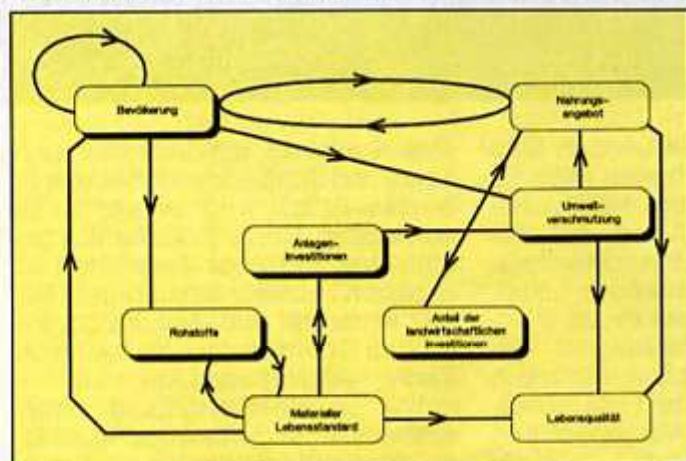 Bevölkerung
Nahrungs-
angebot
Umwelt-
verschmutzung
Anlagen-
investitionen
Rohstoffe
Anteil der
landwirtschaftlichen
Investitionen
Materieller
Lebensstandard
Lebensqualität